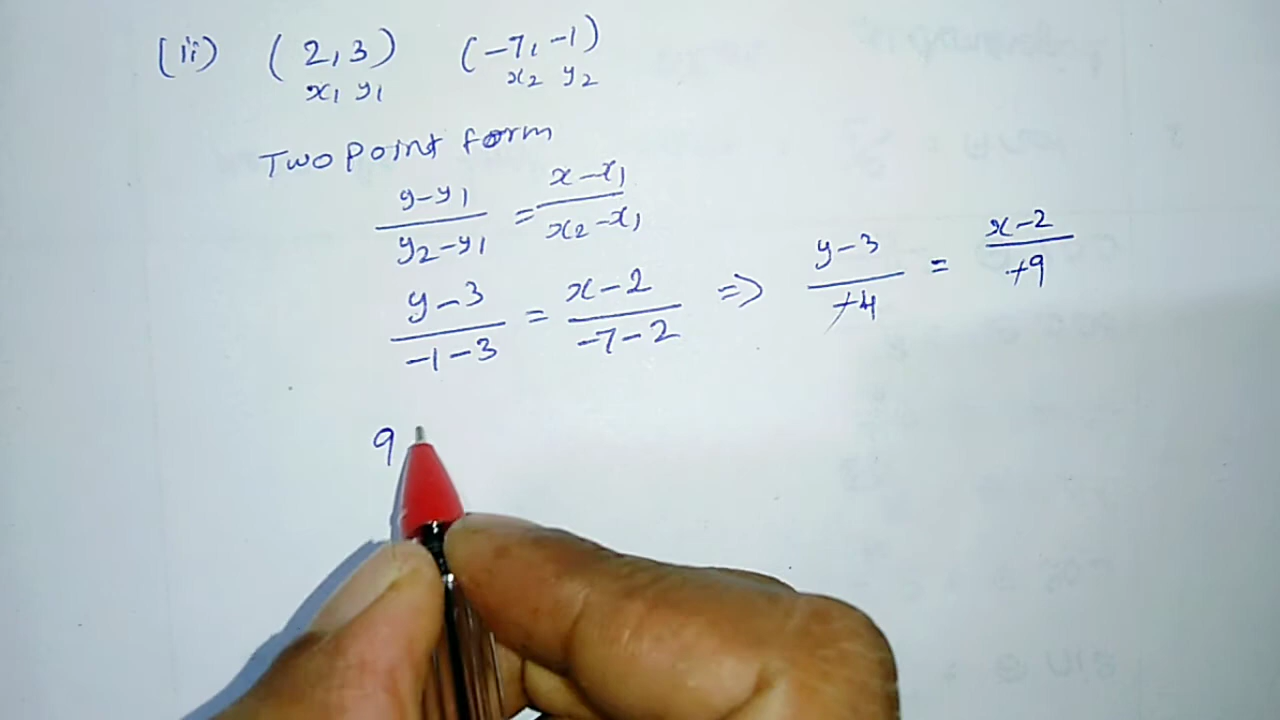 (ii) (2,3) (-7,-1)
x1 y1 x2 y2
Two point form
y-y1/y2-y1 = x-x1/x2-x1
y-3/-1-3 = x-2/-7-2 => y-3/+4 = x-2/+9
9